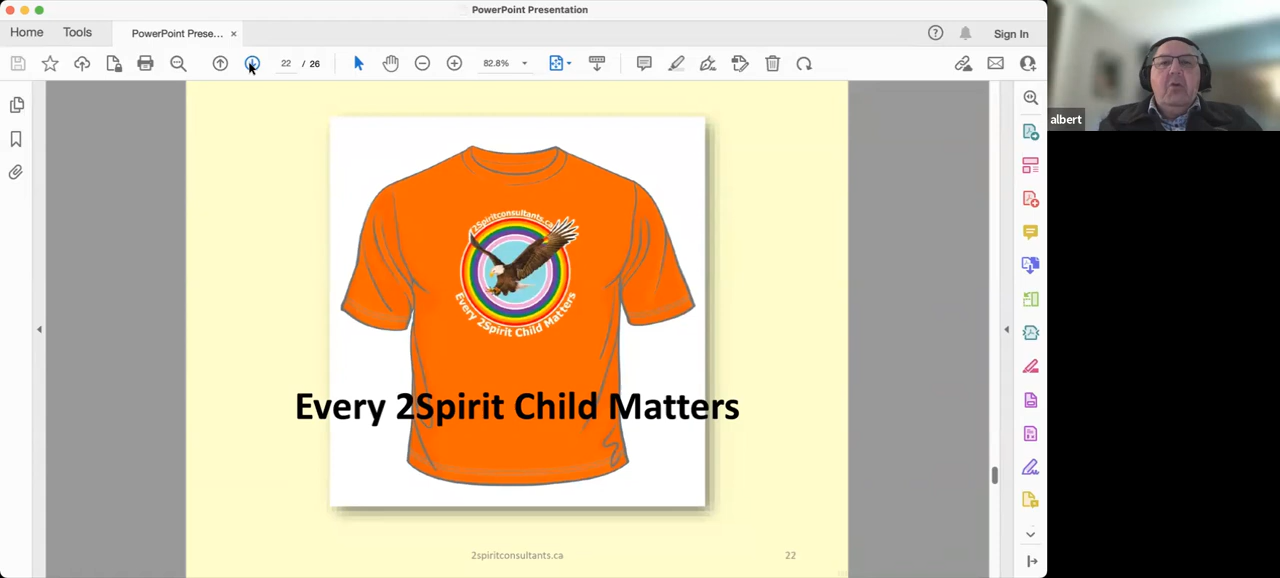 PowerPoint Presentation
Home
Tools
PowerPoint Prese... ×
Sign In
22 / 26
82.8%
albert
2Spiritconsultants.ca
Every 2Spirit Child Matters
Every 2Spirit Child Matters
2spiritconsultants.ca
22